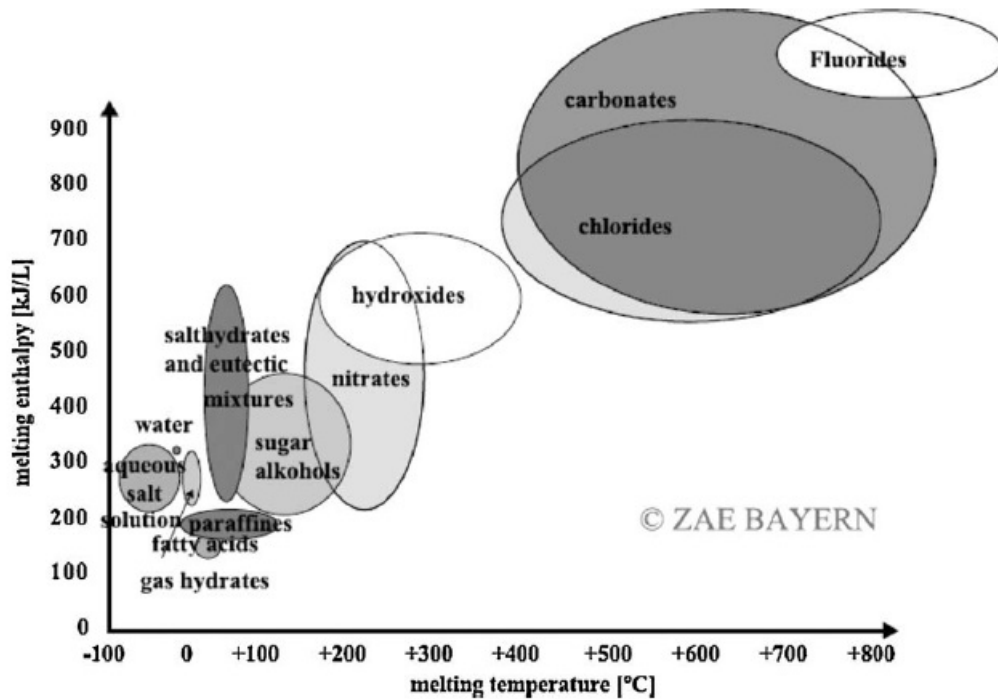 Fluorides
carbonates
900
800
chlorides
700
hydroxides
600
salthydrates
and eutectic
500
nitrates
mixtures
400
water
sugar
alkohols
300
aqueous
salt
solution
200
paraffines
fatty acids
100
gas hydrates
0
© ZAE BAYERN
-100 0 +100 +200 +300 +400 +500 +600 +700 +800
melting temperature [°C]
melting enthalpy [kJ/L]